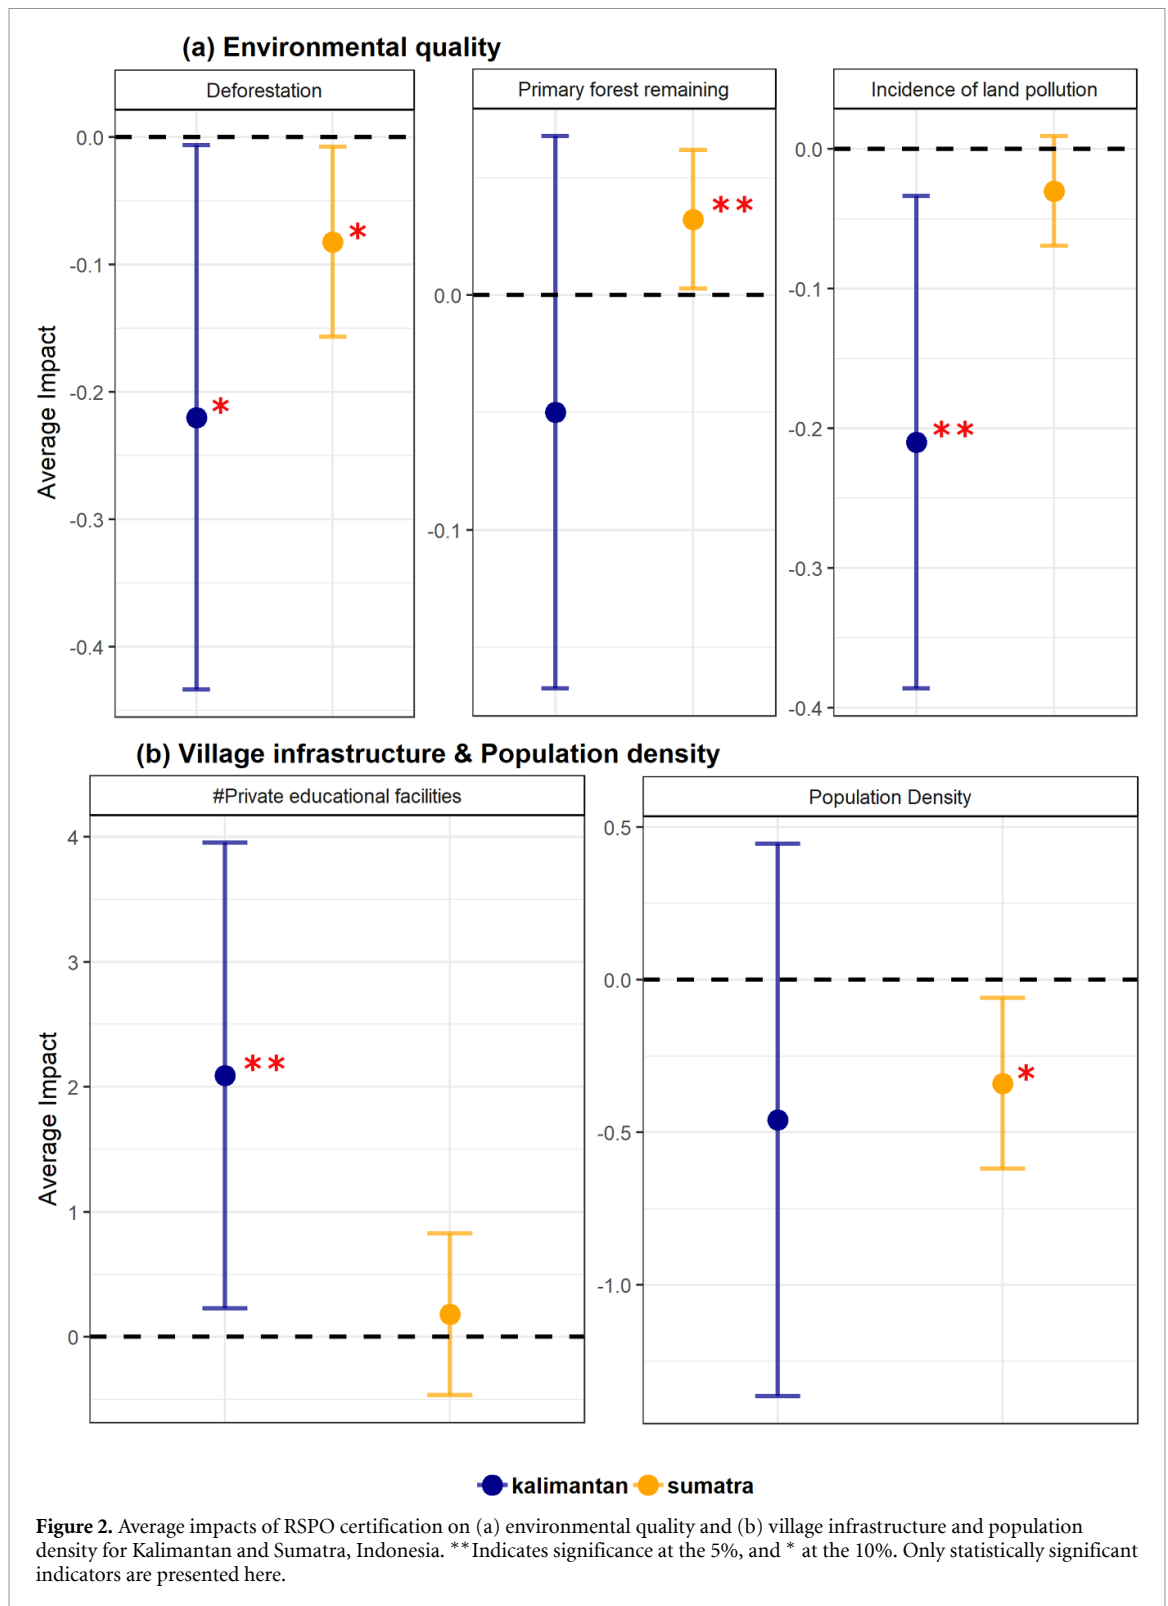 (a) Environmental quality
Deforestation
Primary forest remaining
Incidence of land pollution
Average Impact
0.0
-0.1
-0.2
-0.3
-0.4
*
*
0.0
-0.1
**
0.0
-0.1
-0.2
-0.3
-0.4
**
(b) Village infrastructure & Population density
#Private educational facilities
Population Density
Average Impact
4
3
2
1
0
**
0.5
0.0
-0.5
-1.0
*
kalimantan sumatra
Figure 2. Average impacts of RSPO certification on (a) environmental quality and (b) village infrastructure and population
density for Kalimantan and Sumatra, Indonesia. **Indicates significance at the 5%, and * at the 10%. Only statistically significant
indicators are presented here.